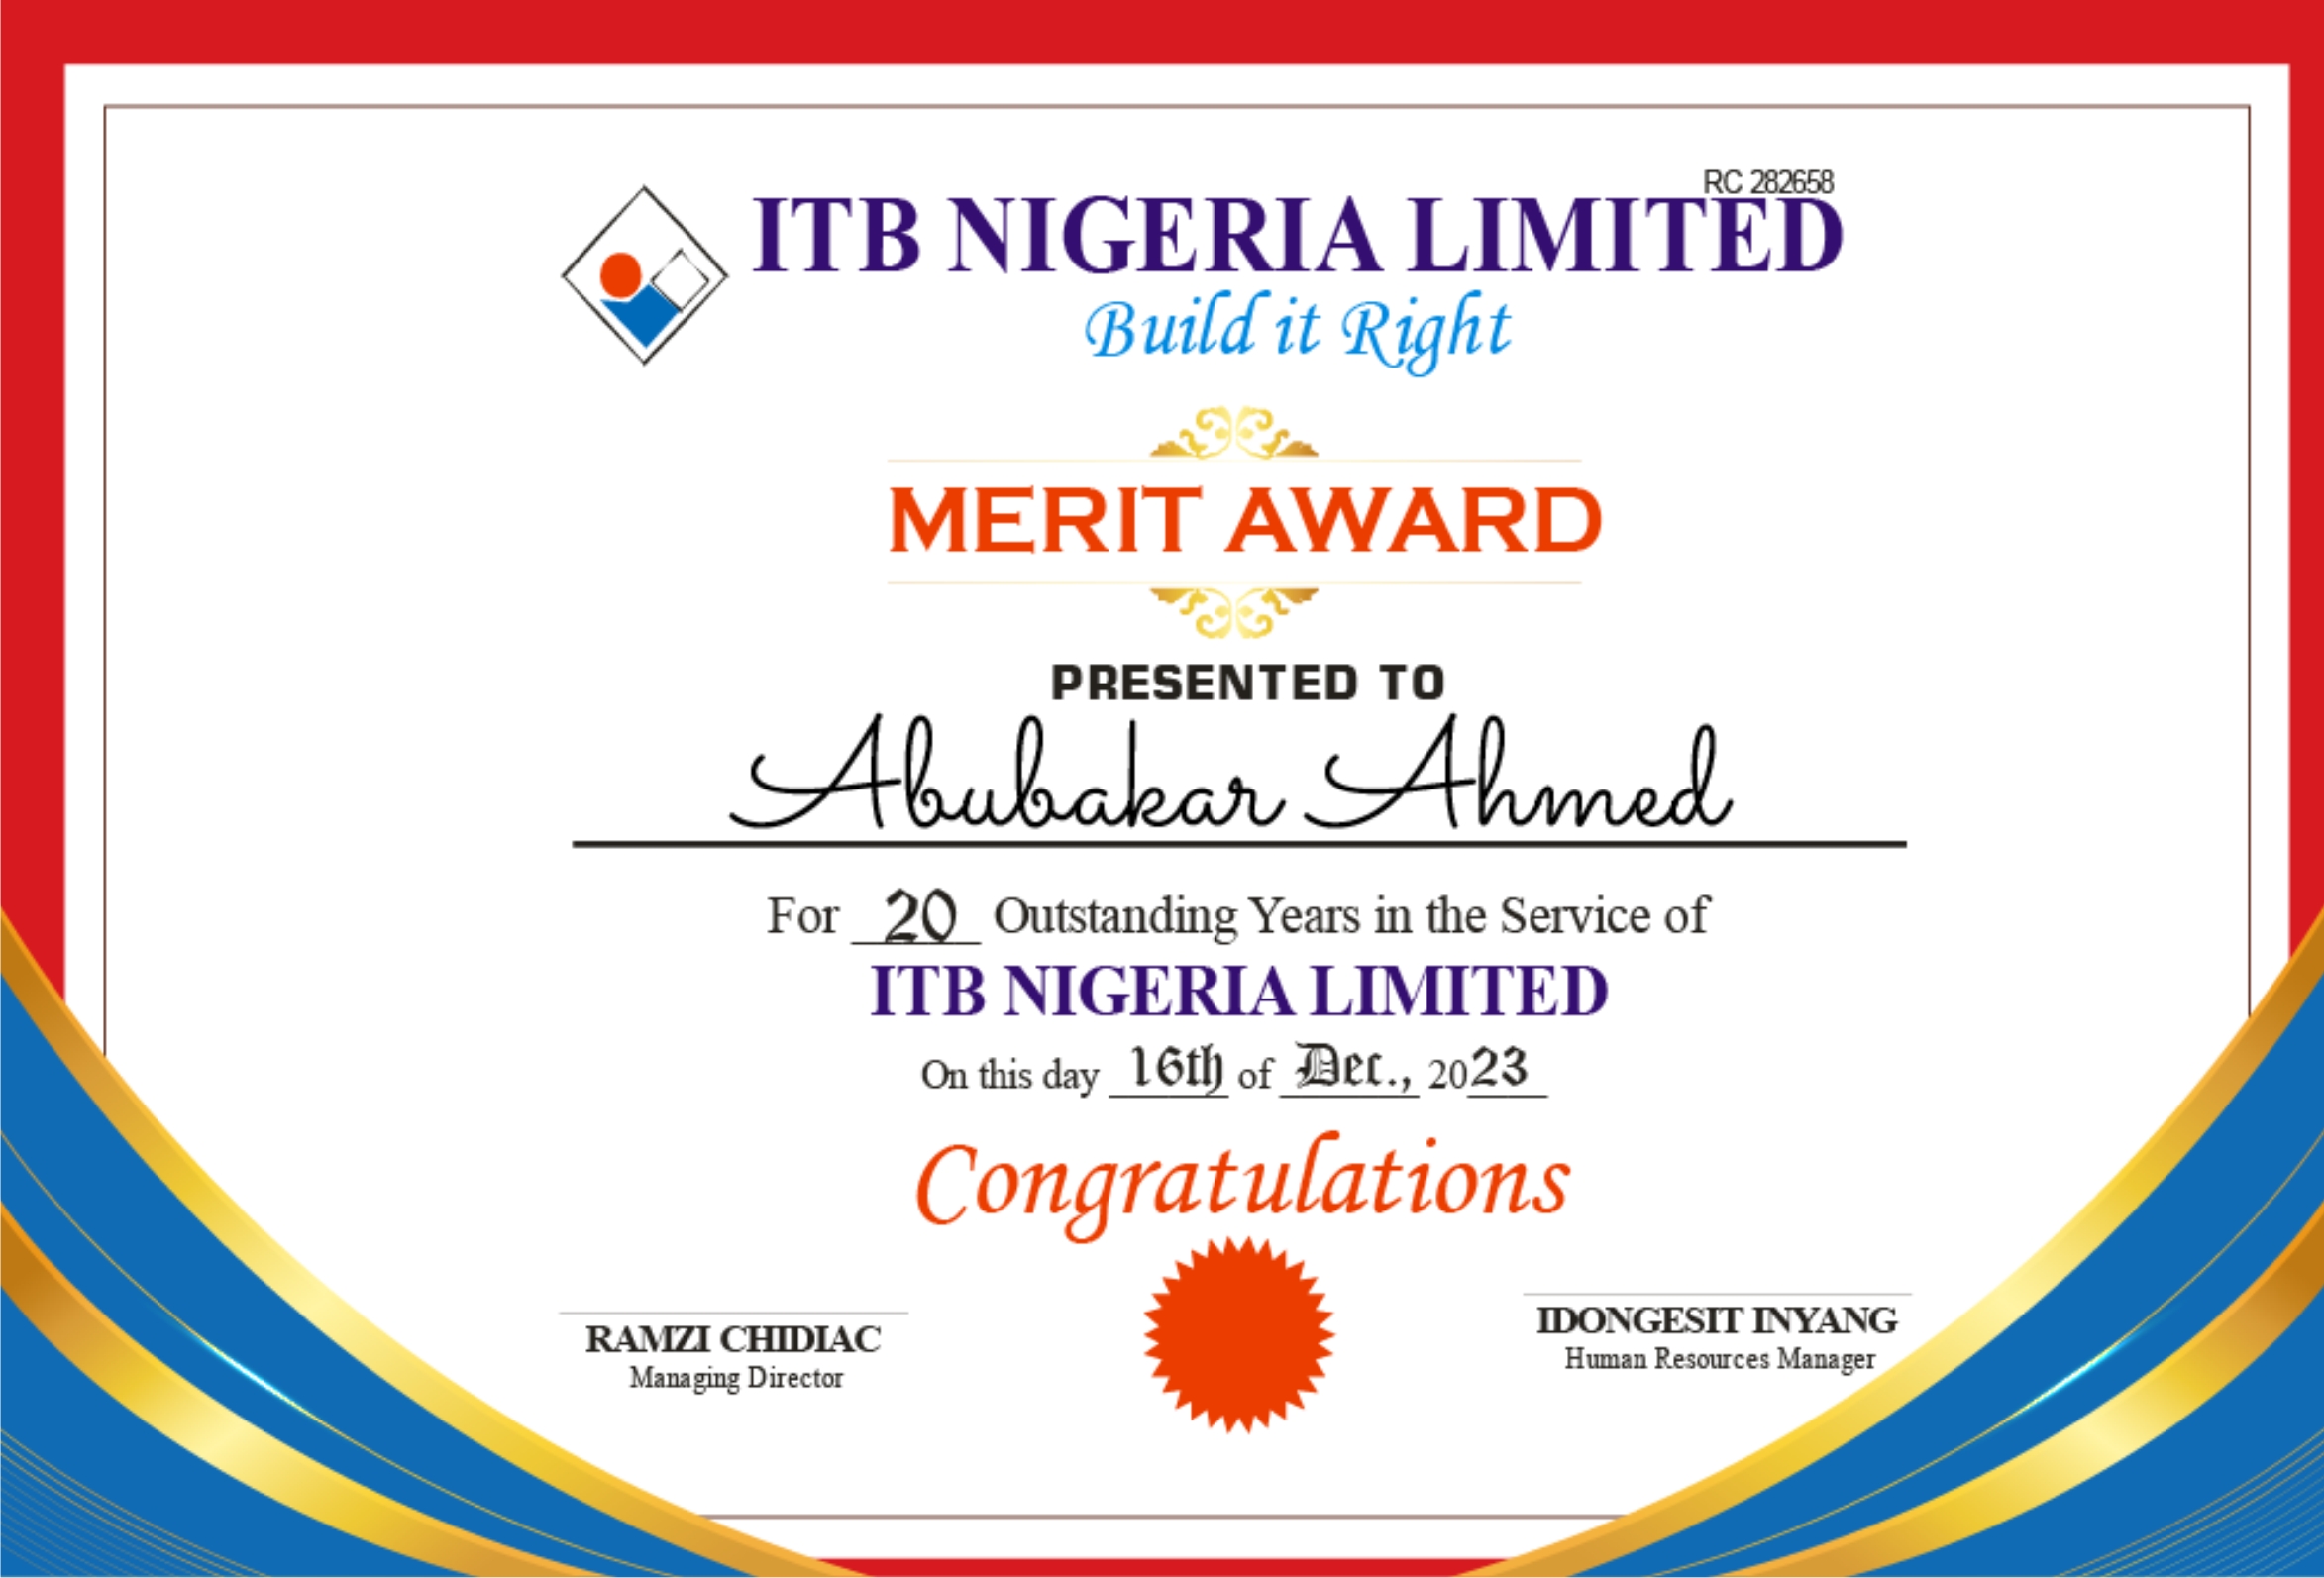 RC 282658
ITB NIGERIA LIMITED
Build it Right
MERIT AWARD
PRESENTED TO
Abubakar Ahmed
For 20 Outstanding Years in the Service of
ITB NIGERIA LIMITED
On this day 16th of Dec., 2023
Congratulations
RAMZI CHIDIAC
Managing Director
IDONGESIT INYANG
Human Resources Manager